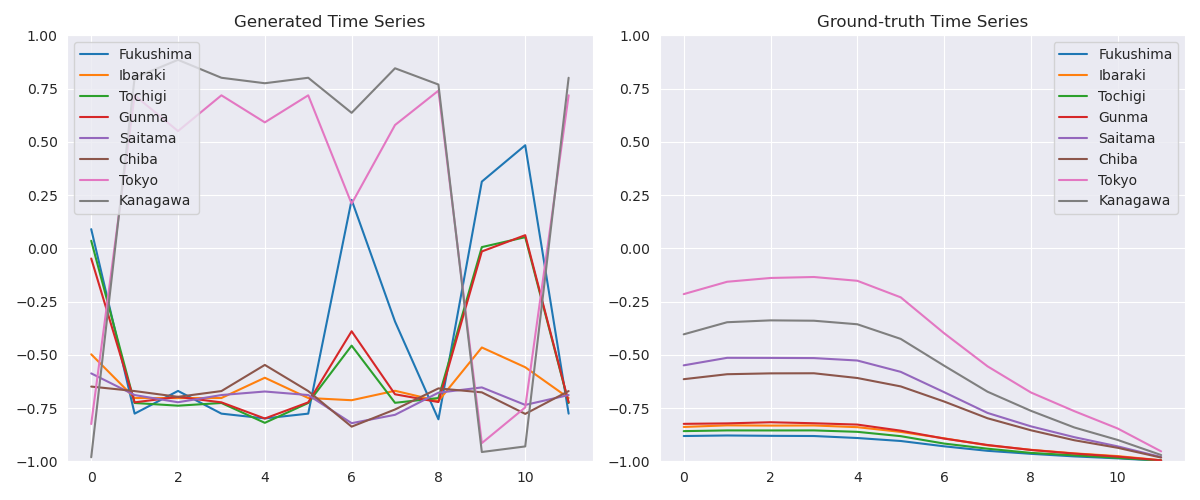 Generated Time Series
1.00
0.75
0.50
0.25
0.00
−0.25
−0.50
−0.75
−1.00
0 2 4 6 8 10
Fukushima
Ibaraki
Tochigi
Gunma
Saitama
Chiba
Tokyo
Kanagawa
Ground-truth Time Series
1.00
0.75
0.50
0.25
0.00
−0.25
−0.50
−0.75
−1.00
0 2 4 6 8 10
Fukushima
Ibaraki
Tochigi
Gunma
Saitama
Chiba
Tokyo
Kanagawa